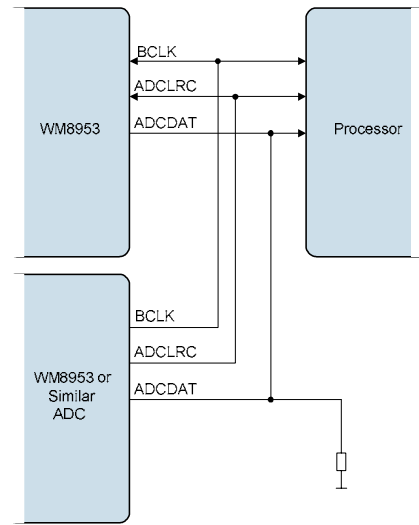 BCLK
ADCLRC
WM8953
ADCDAT
Processor
BCLK
ADCLRC
WM8953 or
Similar
ADC
ADCDAT